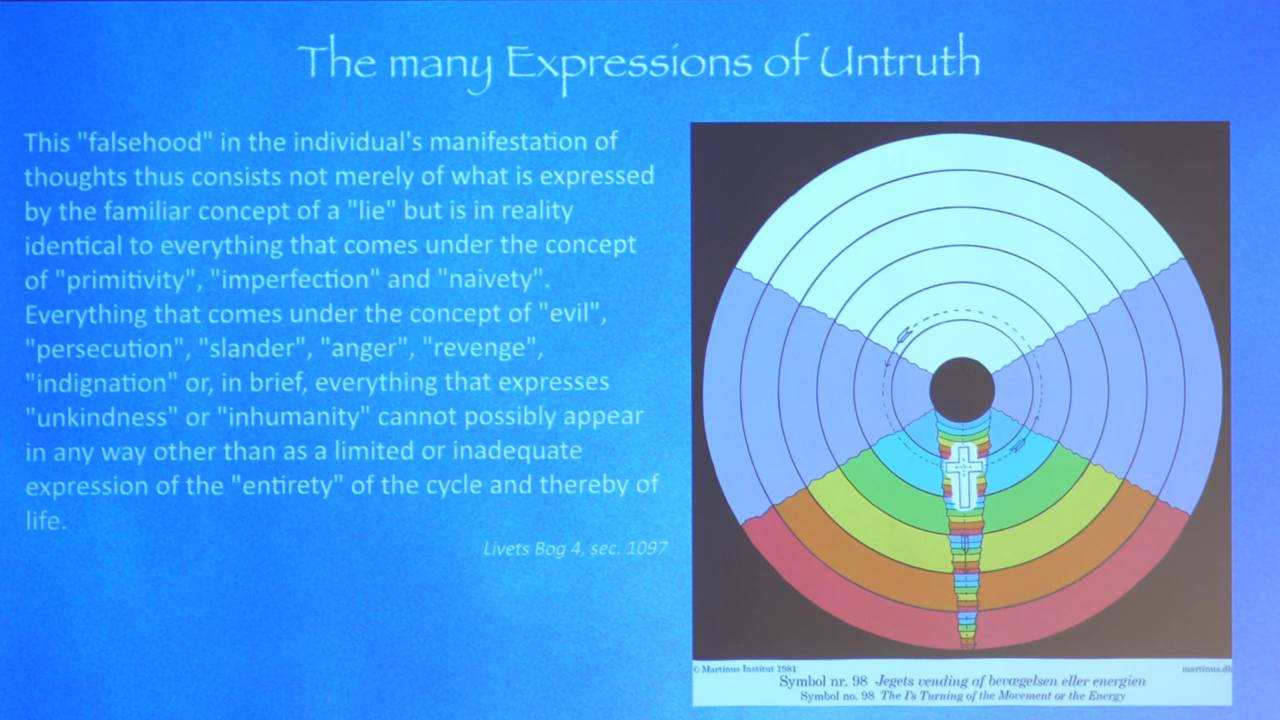 The many Expressions of Untruth
This "falsehood" in the individual's manifestation of
thoughts thus consists not merely of what is expressed
by the familiar concept of a "lie" but is in reality
identical to everything that comes under the concept
of "primitivity", "imperfection" and "naivety".
Everything that comes under the concept of "evil",
"persecution", "slander", "anger", "revenge",
"indignation" or, in brief, everything that expresses
"unkindness" or "inhumanity" cannot possibly appear
in any way other than as a limited or inadequate
expression of the "entirety" of the cycle and thereby of
life.
Livets Bog 4, sec. 1097
© Martinus Institut 1981
martinus.dk
Symbol nr. 98 Jegets vending af bevægelsen eller energien
Symbol no. 98 The I's Turning of the Movement or the Energy